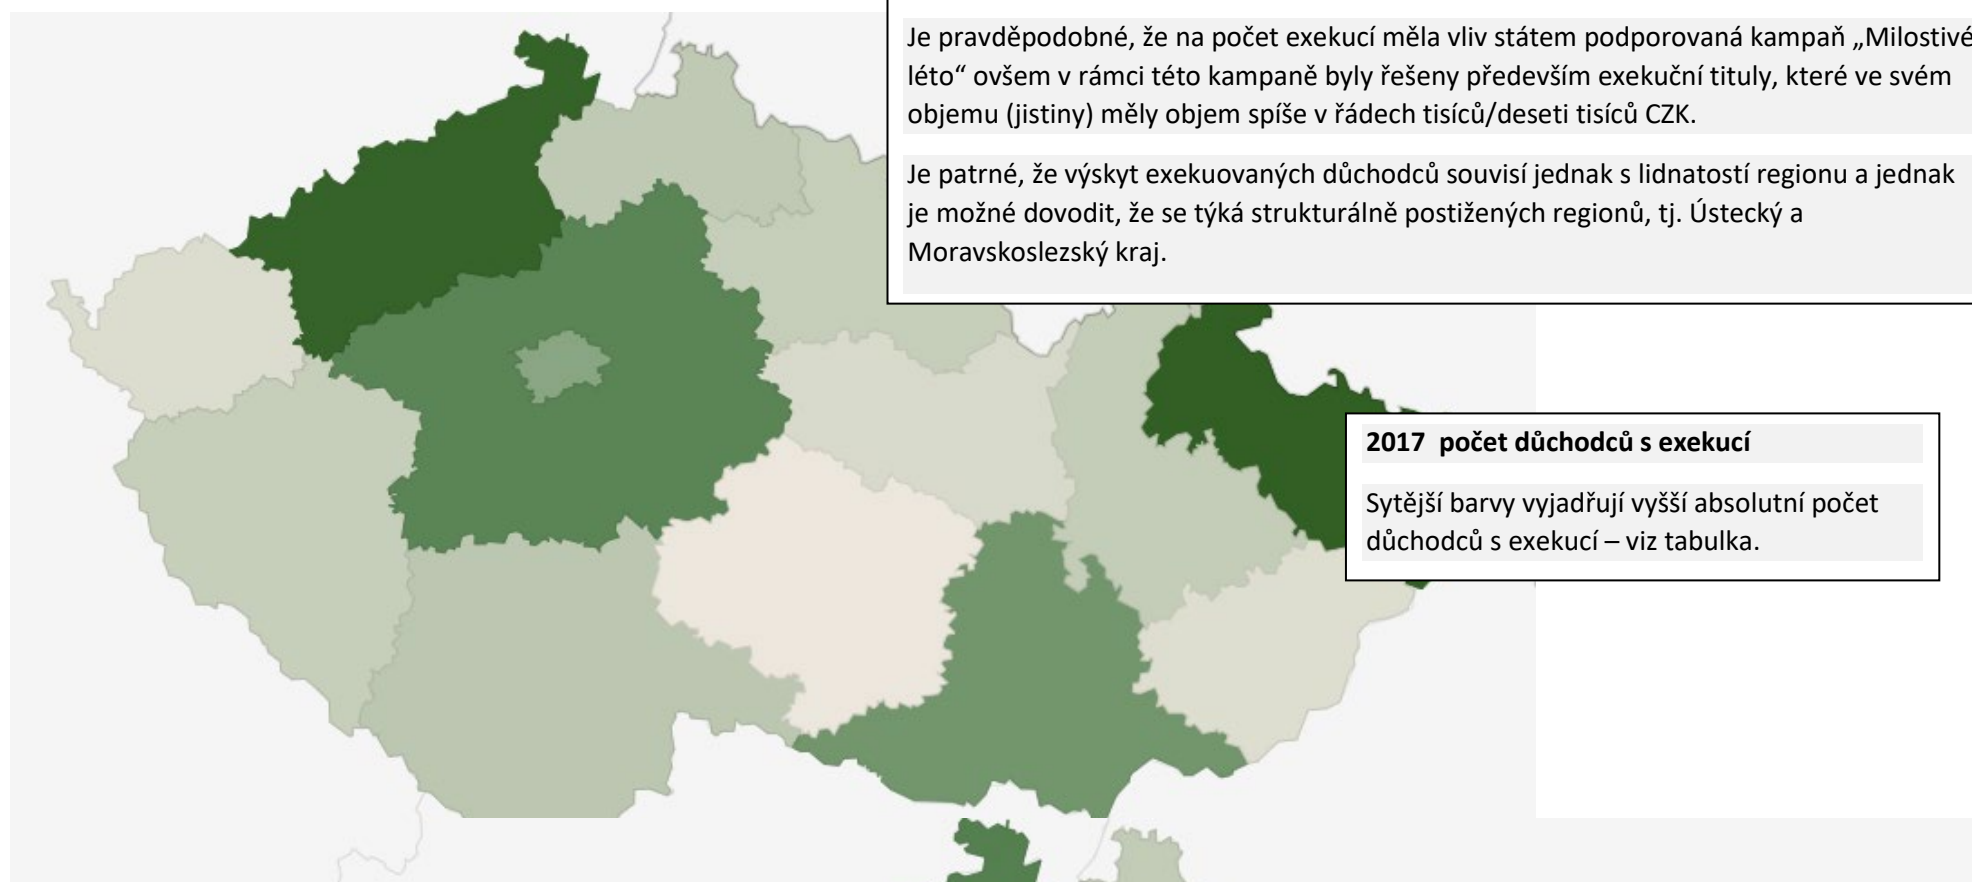 Je pravděpodobné, že na počet exekucí měla vliv státem podporovaná kampaň „Milostivé
léto“ ovšem v rámci této kampaně byly řešeny především exekuční tituly, které ve svém
objemu (jistiny) měly objem spíše v řádech tisíců/deseti tisíců CZK.
Je patrné, že výskyt exekuovaných důchodců souvisí jednak s lidnatostí regionu a jednak
je možné dovodit, že se týká strukturálně postižených regionů, tj. Ústecký a
Moravskoslezský kraj.
2017 počet důchodců s exekucí
Sytější barvy vyjadřují vyšší absolutní počet
důchodců s exekucí – viz tabulka.